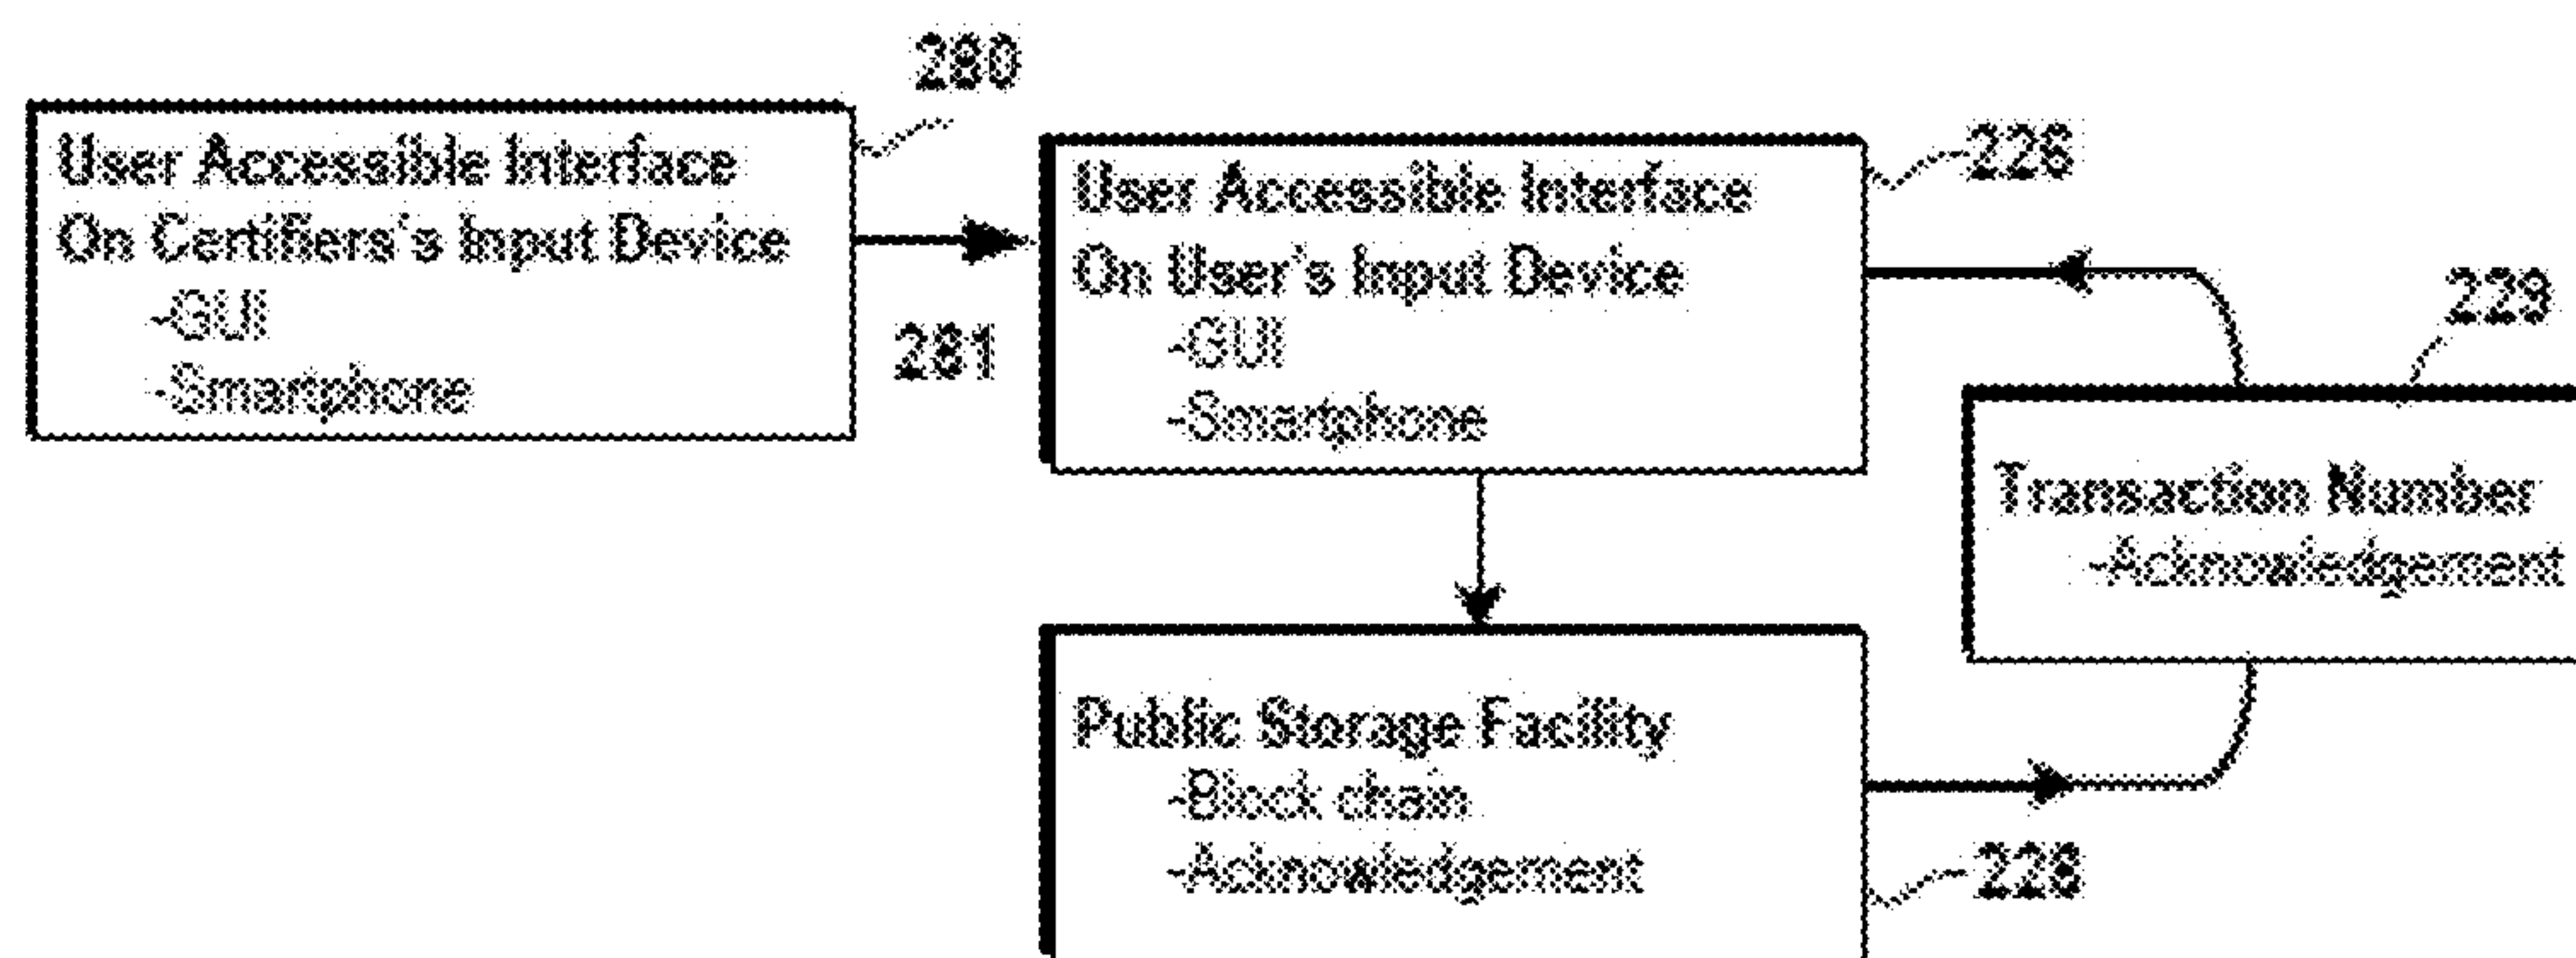 280
User Accessible Interface
On Certifiers's Input Device
-GUI
-Smartphone
281
226
User Accessible Interface
On User's Input Device
-GUI
-Smartphone
229
Transaction Number
-Acknowledgement
Public Storage Facility
-Block chain
-Acknowledgement
228